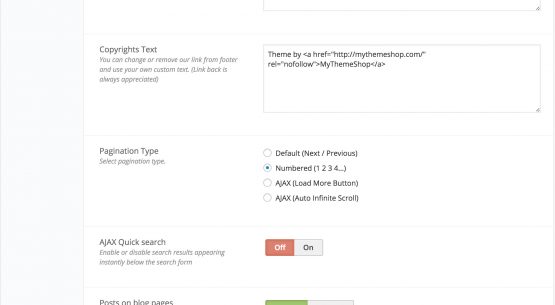 Copyrights Text
You can change or remove our link from footer
and use your own custom text. (Link back is
always appreciated)
Theme by <a href="http://mythemeshop.com/"
rel="nofollow">MyThemeShop</a>
Pagination Type
Select pagination type.
Default (Next / Previous)
Numbered (1 2 3 4...)
AJAX (Load More Button)
AJAX (Auto Infinite Scroll)
AJAX Quick search
Enable or disable search results appearing
instantly below the search form
Off On
Posts on blog pages